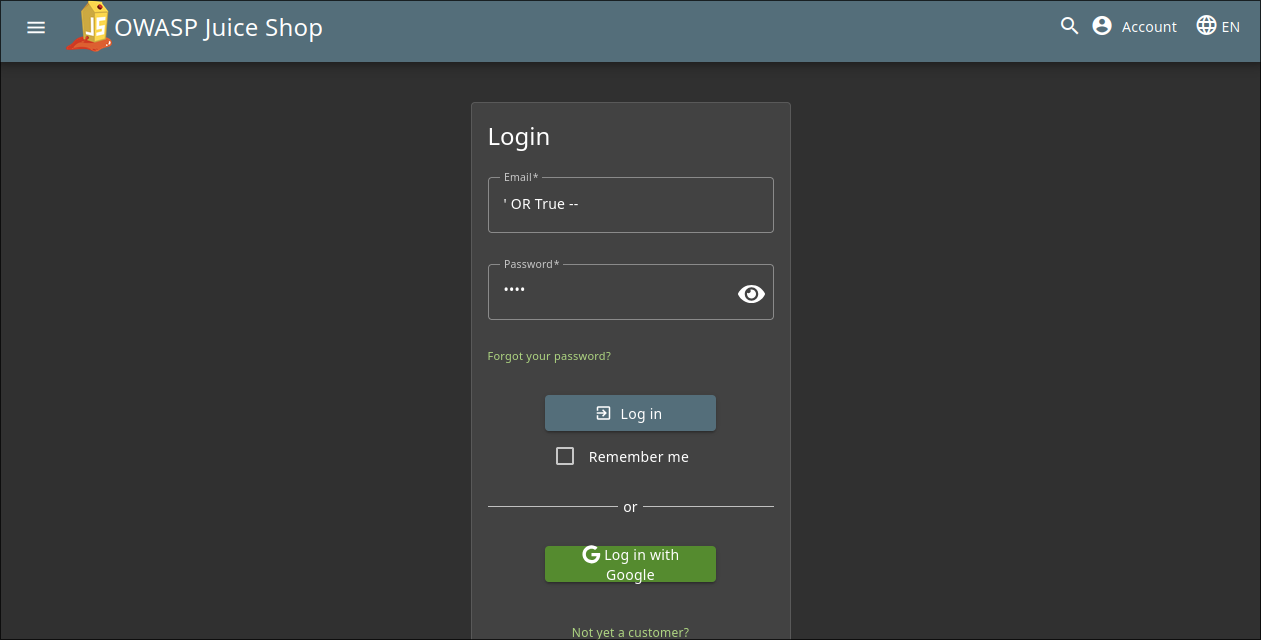 OWASP Juice Shop
Account
EN
Login
Email*
' OR True --
Password*
••••
Forgot your password?
Log in
Remember me
or
Log in with
Google
Not yet a customer?